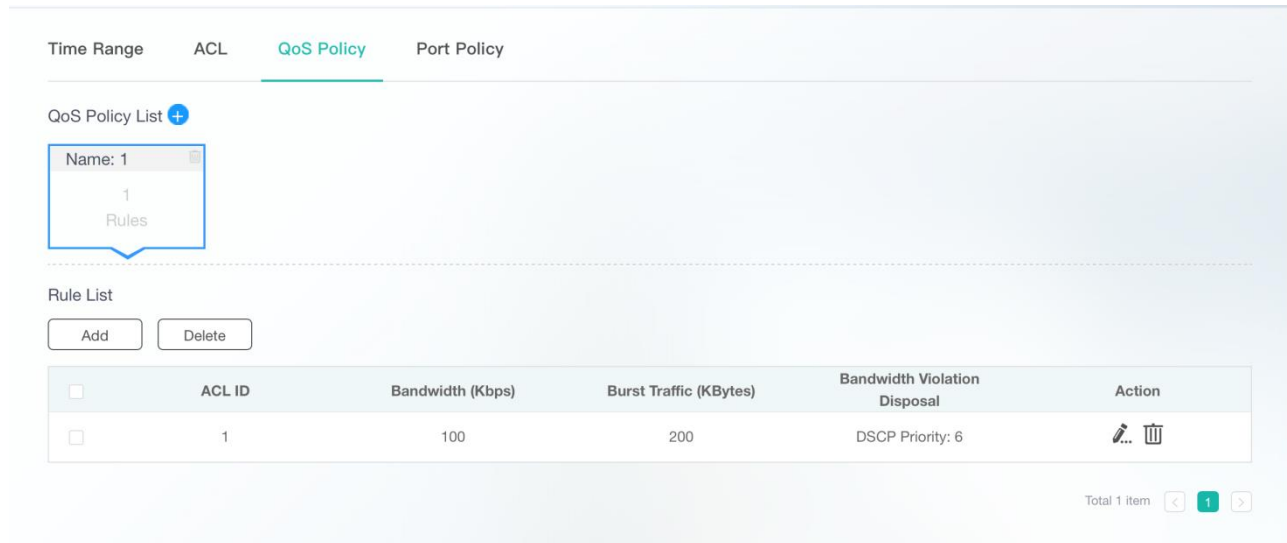 Time Range ACL QoS Policy Port Policy
QoS Policy List
Name: 1
1
Rules
Rule List
Add Delete
ACL ID Bandwidth (Kbps) Burst Traffic (KBytes) Bandwidth Violation Disposal Action
1 100 200 DSCP Priority: 6
Total 1 item < 1 >